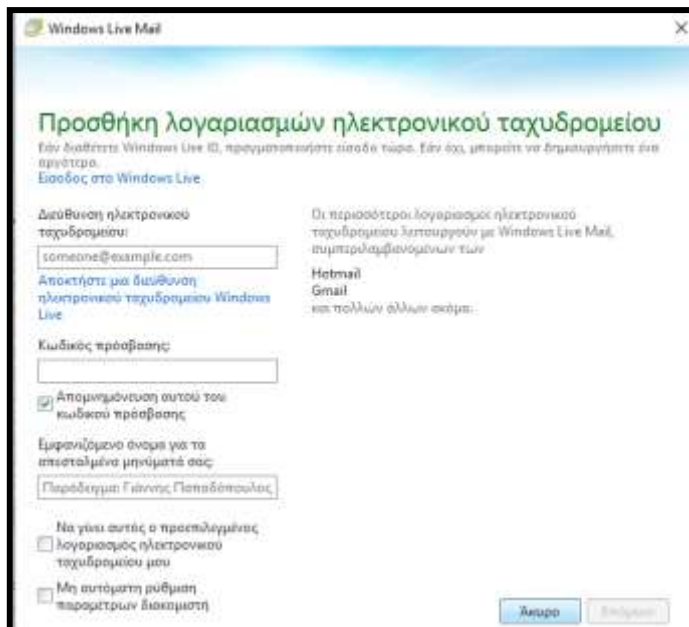 Windows Live Mail
Προσθήκη λογαριασμών ηλεκτρονικού ταχυδρομείου
Εάν διαθέτετε Windows Live ID, πραγματοποιήστε είσοδο τώρα. Εάν όχι, μπορείτε να δημιουργήσετε ένα
αργότερα.
Είσοδος στο Windows Live
Διεύθυνση ηλεκτρονικού
ταχυδρομείου:
someone@example.com
Αποκτήστε μια διεύθυνση
ηλεκτρονικού ταχυδρομείου Windows
Live
Κωδικός πρόσβασης:
Απομνημόνευση αυτού του
κωδικού πρόσβασης
Εμφανιζόμενο όνομα για τα
απεσταλμένα μηνύματά σας:
Παράδειγμα: Γιάννης Παπαδόπουλος
Να γίνει αυτός ο προεπιλεγμένος
λογαριασμός ηλεκτρονικού
ταχυδρομείου μου
Μη αυτόματη ρύθμιση
παραμέτρων διακομιστή
Οι περισσότεροι λογαριασμοί ηλεκτρονικού
ταχυδρομείου λειτουργούν με Windows Live Mail,
συμπεριλαμβανομένων των
Hotmail
Gmail
και πολλών άλλων ακόμα.
Άκυρο
Επόμενο